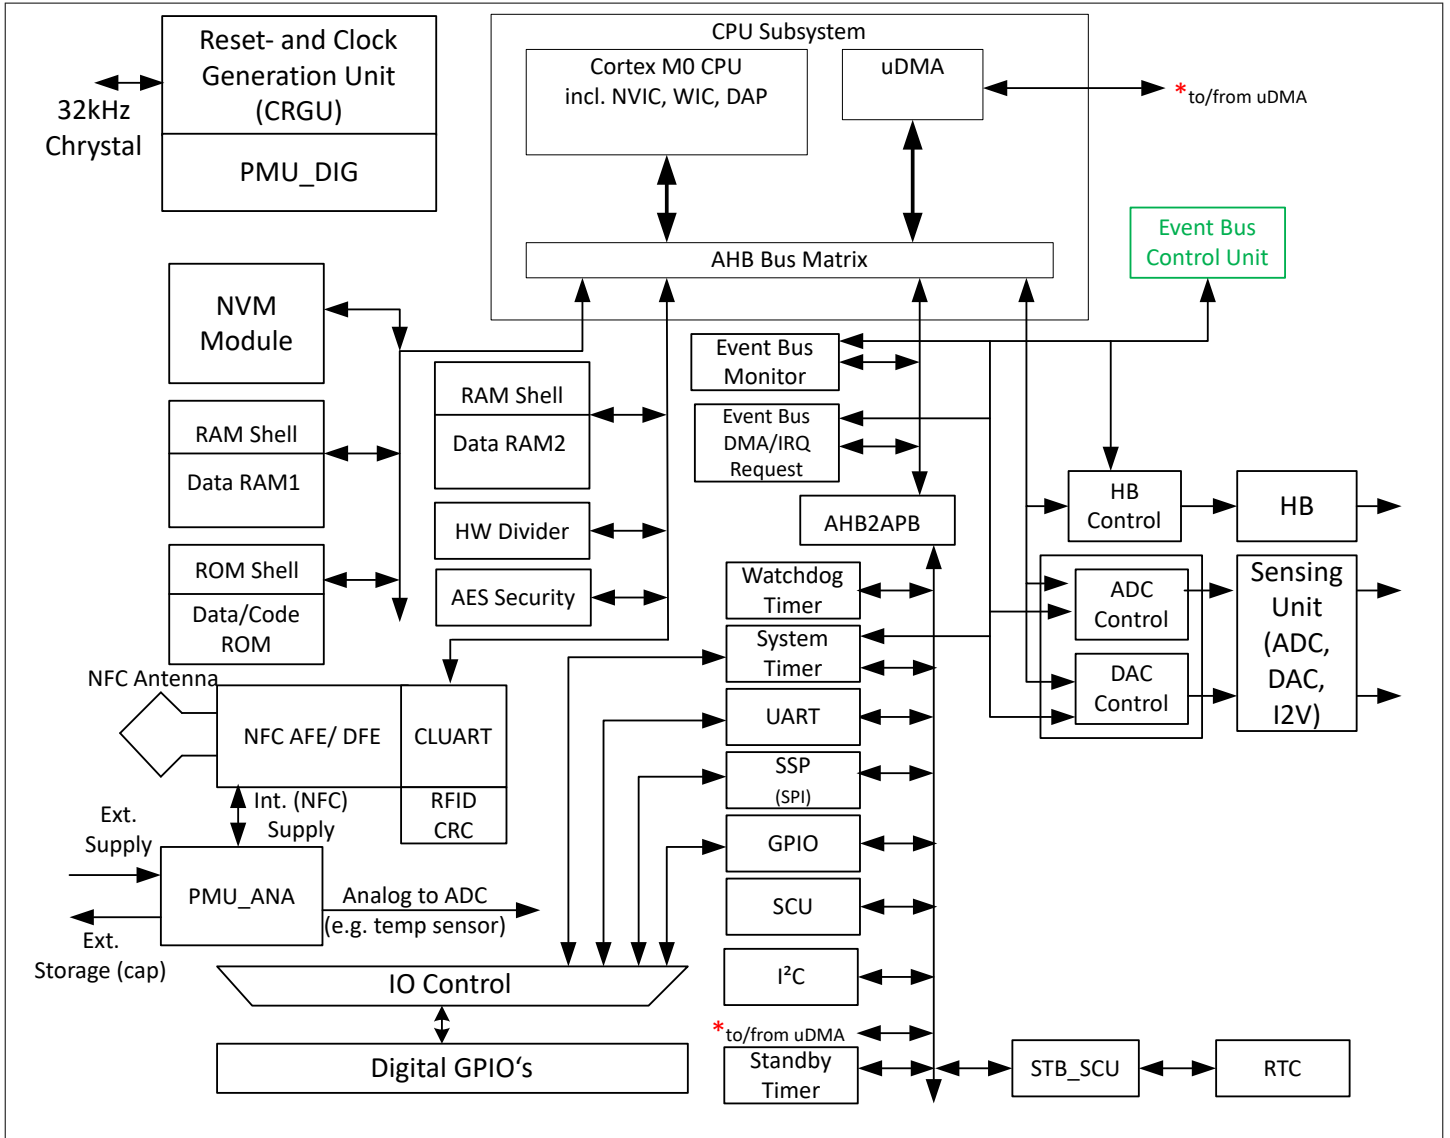 CPU Subsystem
Reset- and Clock
Generation Unit
(CRGU)
PMU_DIG
32kHz
Chrystal
Cortex M0 CPU
incl. NVIC, WIC, DAP
uDMA
*to/from uDMA
AHB Bus Matrix
Event Bus
Control Unit
NVM
Module
RAM Shell
Data RAM1
ROM Shell
Data/Code
ROM
RAM Shell
Data RAM2
HW Divider
AES Security
Event Bus
Monitor
Event Bus
DMA/IRQ
Request
AHB2APB
HB
Control
HB
ADC
Control
DAC
Control
Sensing
Unit
(ADC,
DAC,
I2V)
Watchdog
Timer
System
Timer
UART
SSP
(SPI)
GPIO
SCU
I²C
*to/from uDMA
Standby
Timer
STB_SCU
RTC
NFC Antenna
NFC AFE/ DFE
CLUART
RFID
CRC
Int. (NFC)
Supply
Ext.
Supply
PMU_ANA
Analog to ADC
(e.g. temp sensor)
Ext.
Storage (cap)
IO Control
Digital GPIO‘s